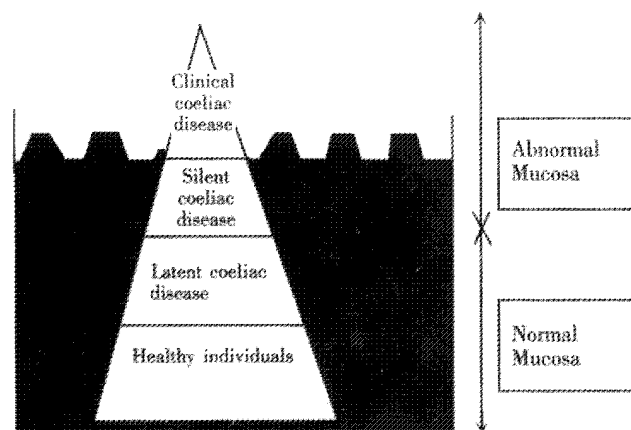 Clinical
coeliac
disease
Silent
coeliac
disease
Latent coeliac
disease
Healthy individuals
Abnormal
Mucosa
Normal
Mucosa